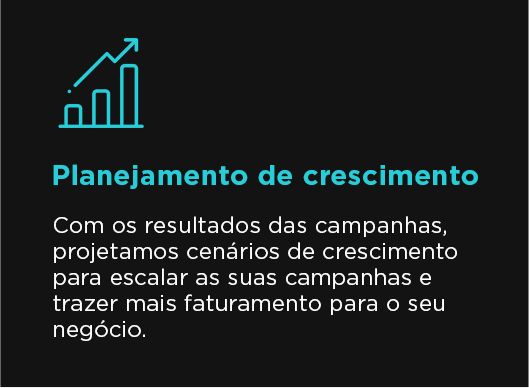 Planejamento de crescimento
Com os resultados das campanhas,
projetamos cenários de crescimento
para escalar as suas campanhas e
trazer mais faturamento para o seu
negócio.